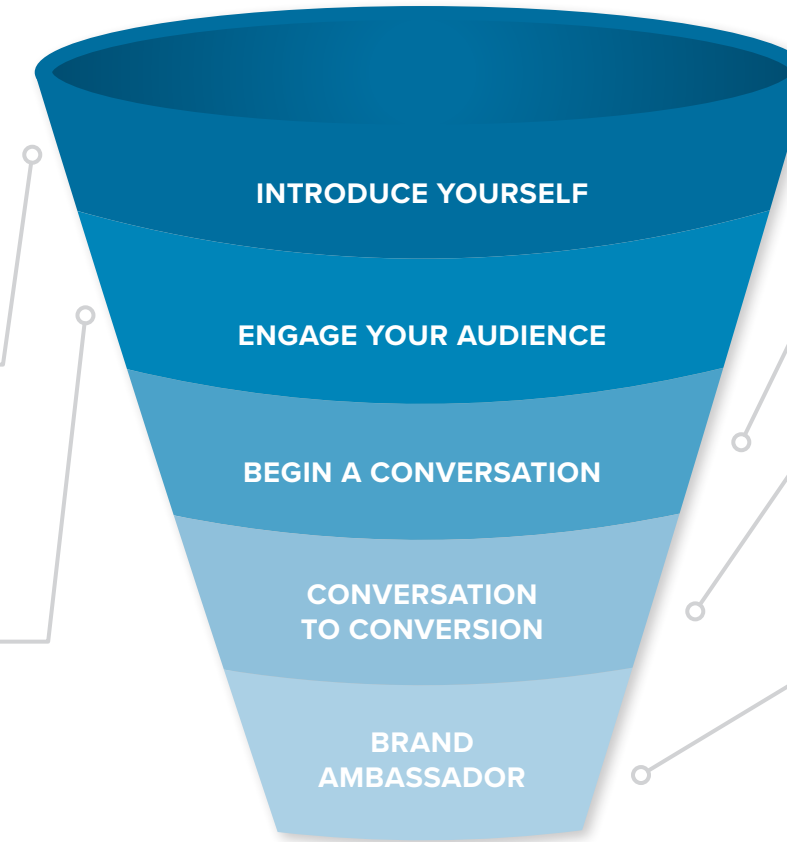 INTRODUCE YOURSELF
ENGAGE YOUR AUDIENCE
BEGIN A CONVERSATION
CONVERSATION
TO CONVERSION
BRAND
AMBASSADOR